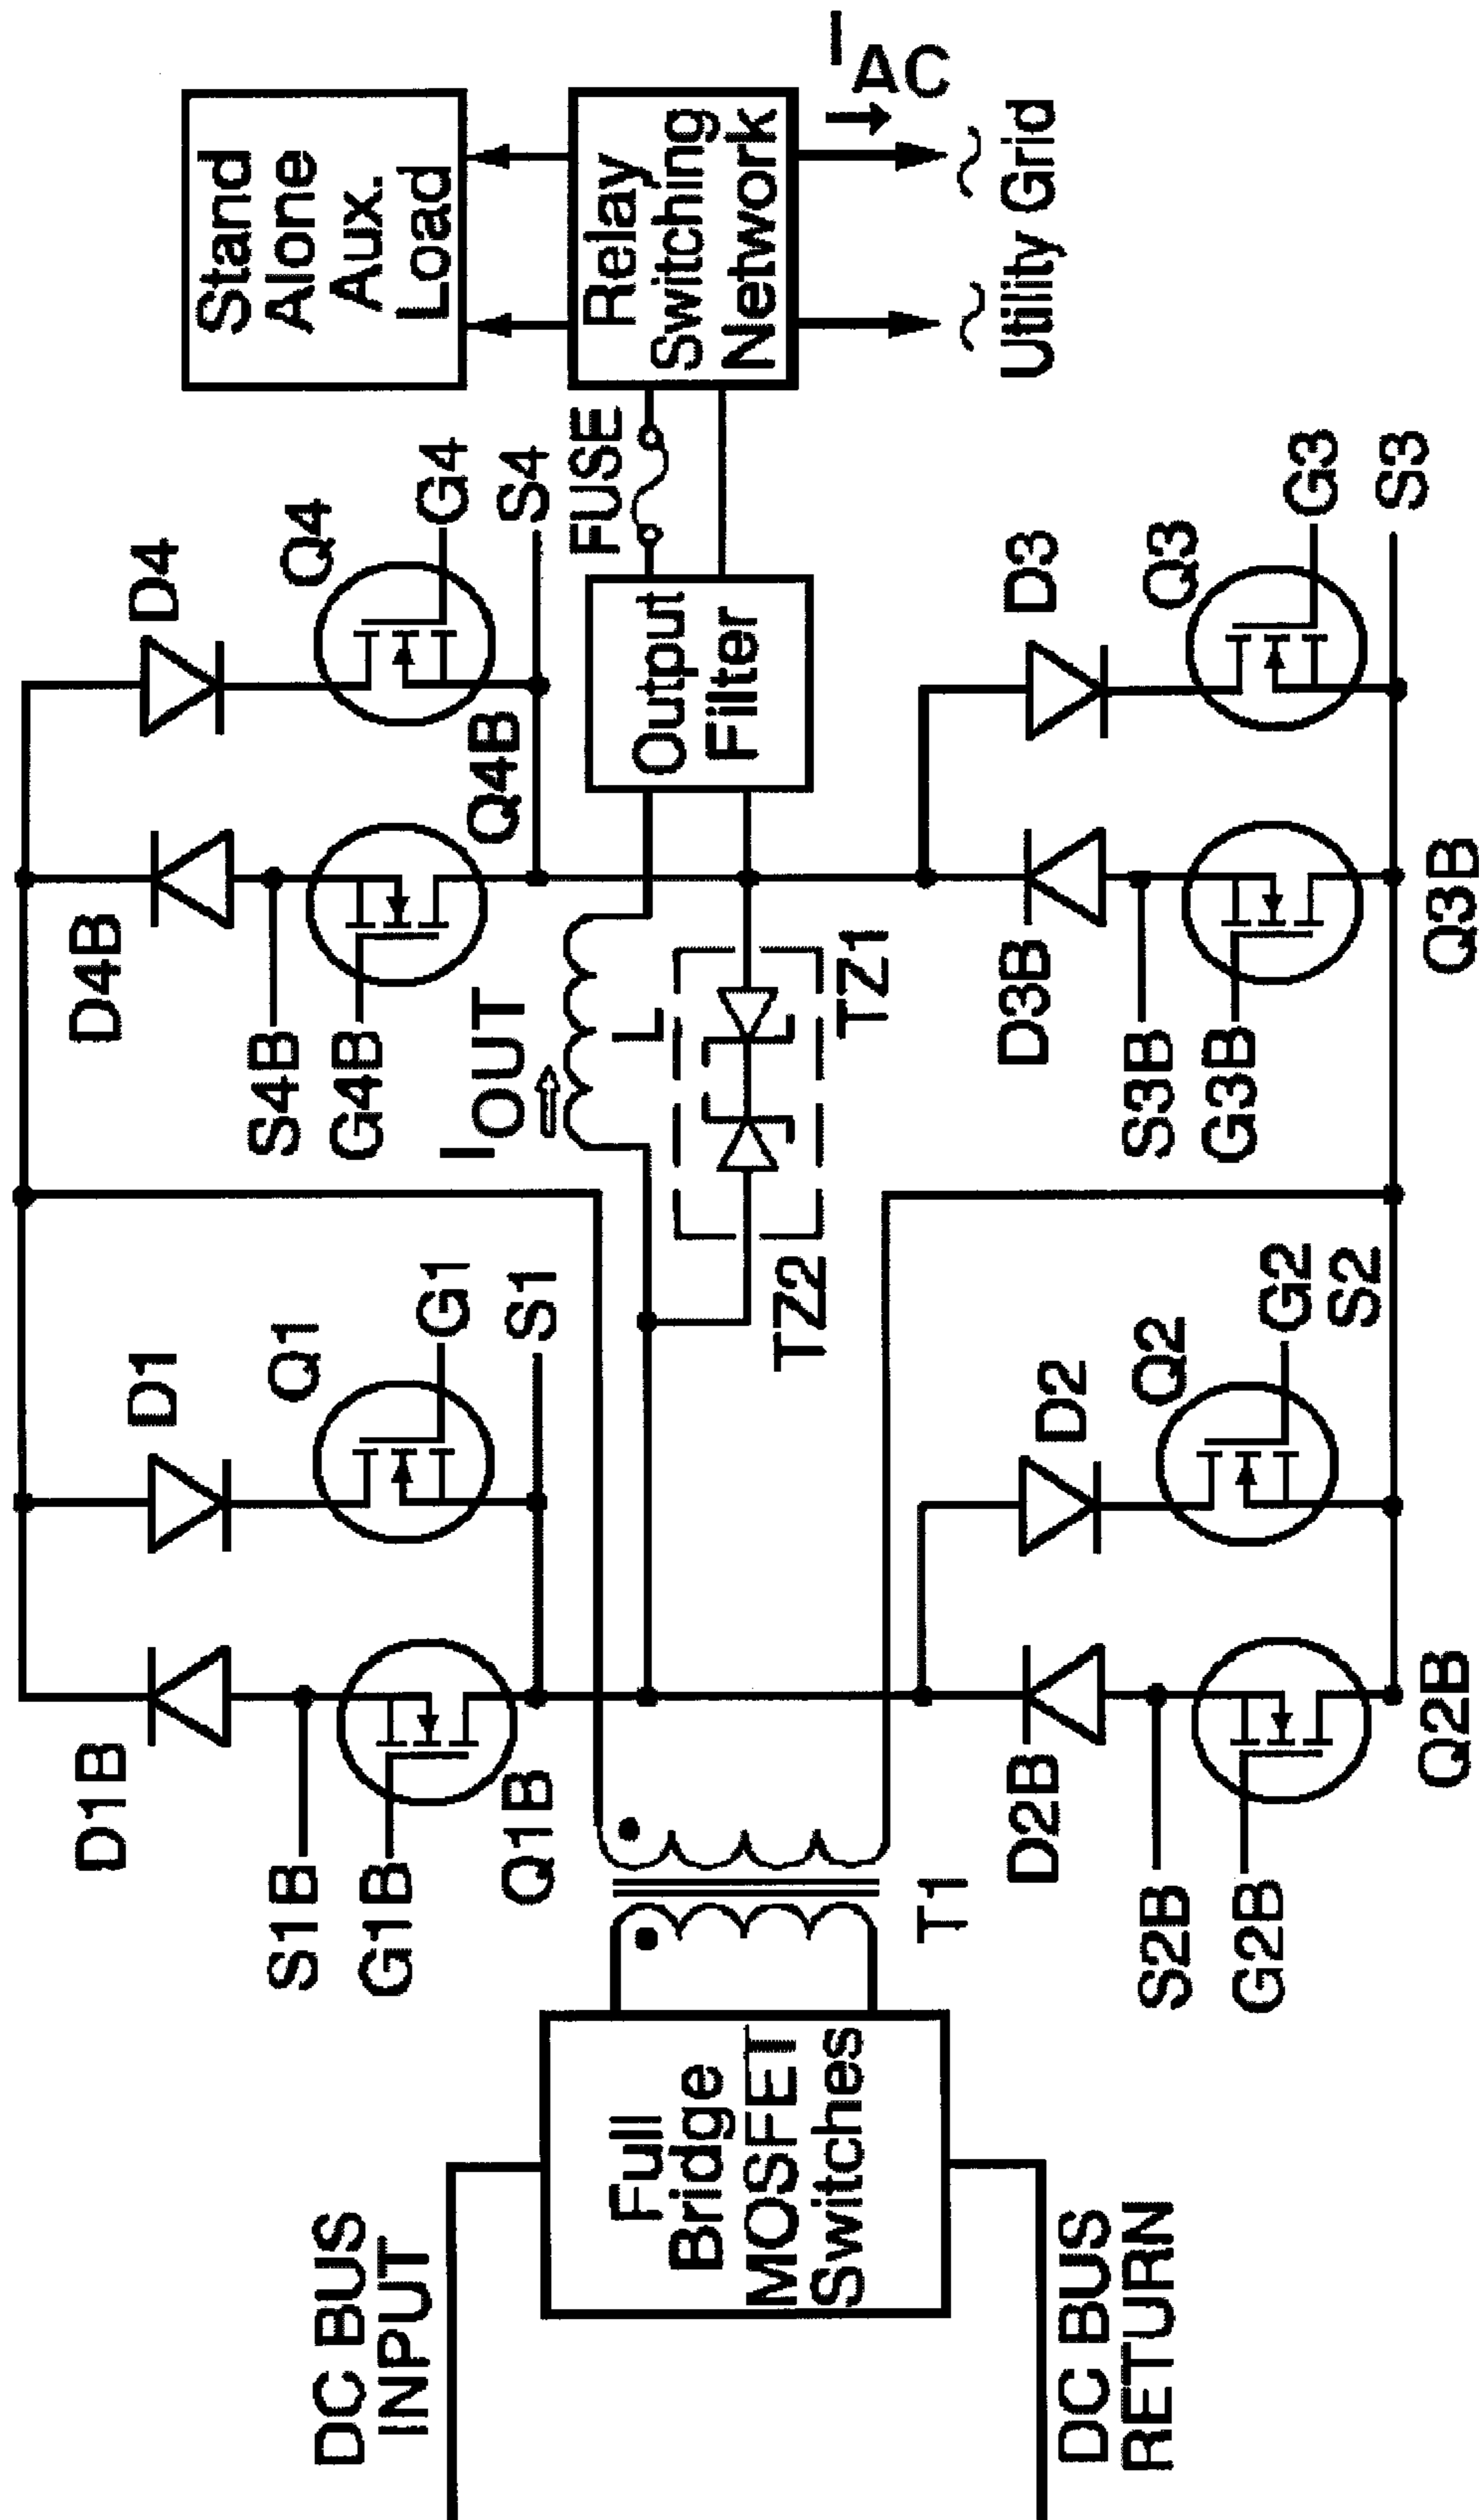 DC BUS
INPUT
DC BUS
RETURN
Full
Bridge
MOSFET
Switches
T1
D1B
S1B
G1B
Q1B
D1
Q1
G1
S1
D2B
S2B
G2B
Q2B
D2
Q2
G2
S2
TZ2
TZ1
I OUT
L
D4B
S4B
G4B
Q4B
D4
Q4
G4
S4
D3B
S3B
G3B
Q3B
D3
Q3
G3
S3
Output
Filter
FUSE
Relay
Switching
Network
Stand
Alone
Aux.
Load
I AC
~ ~
Utility Grid